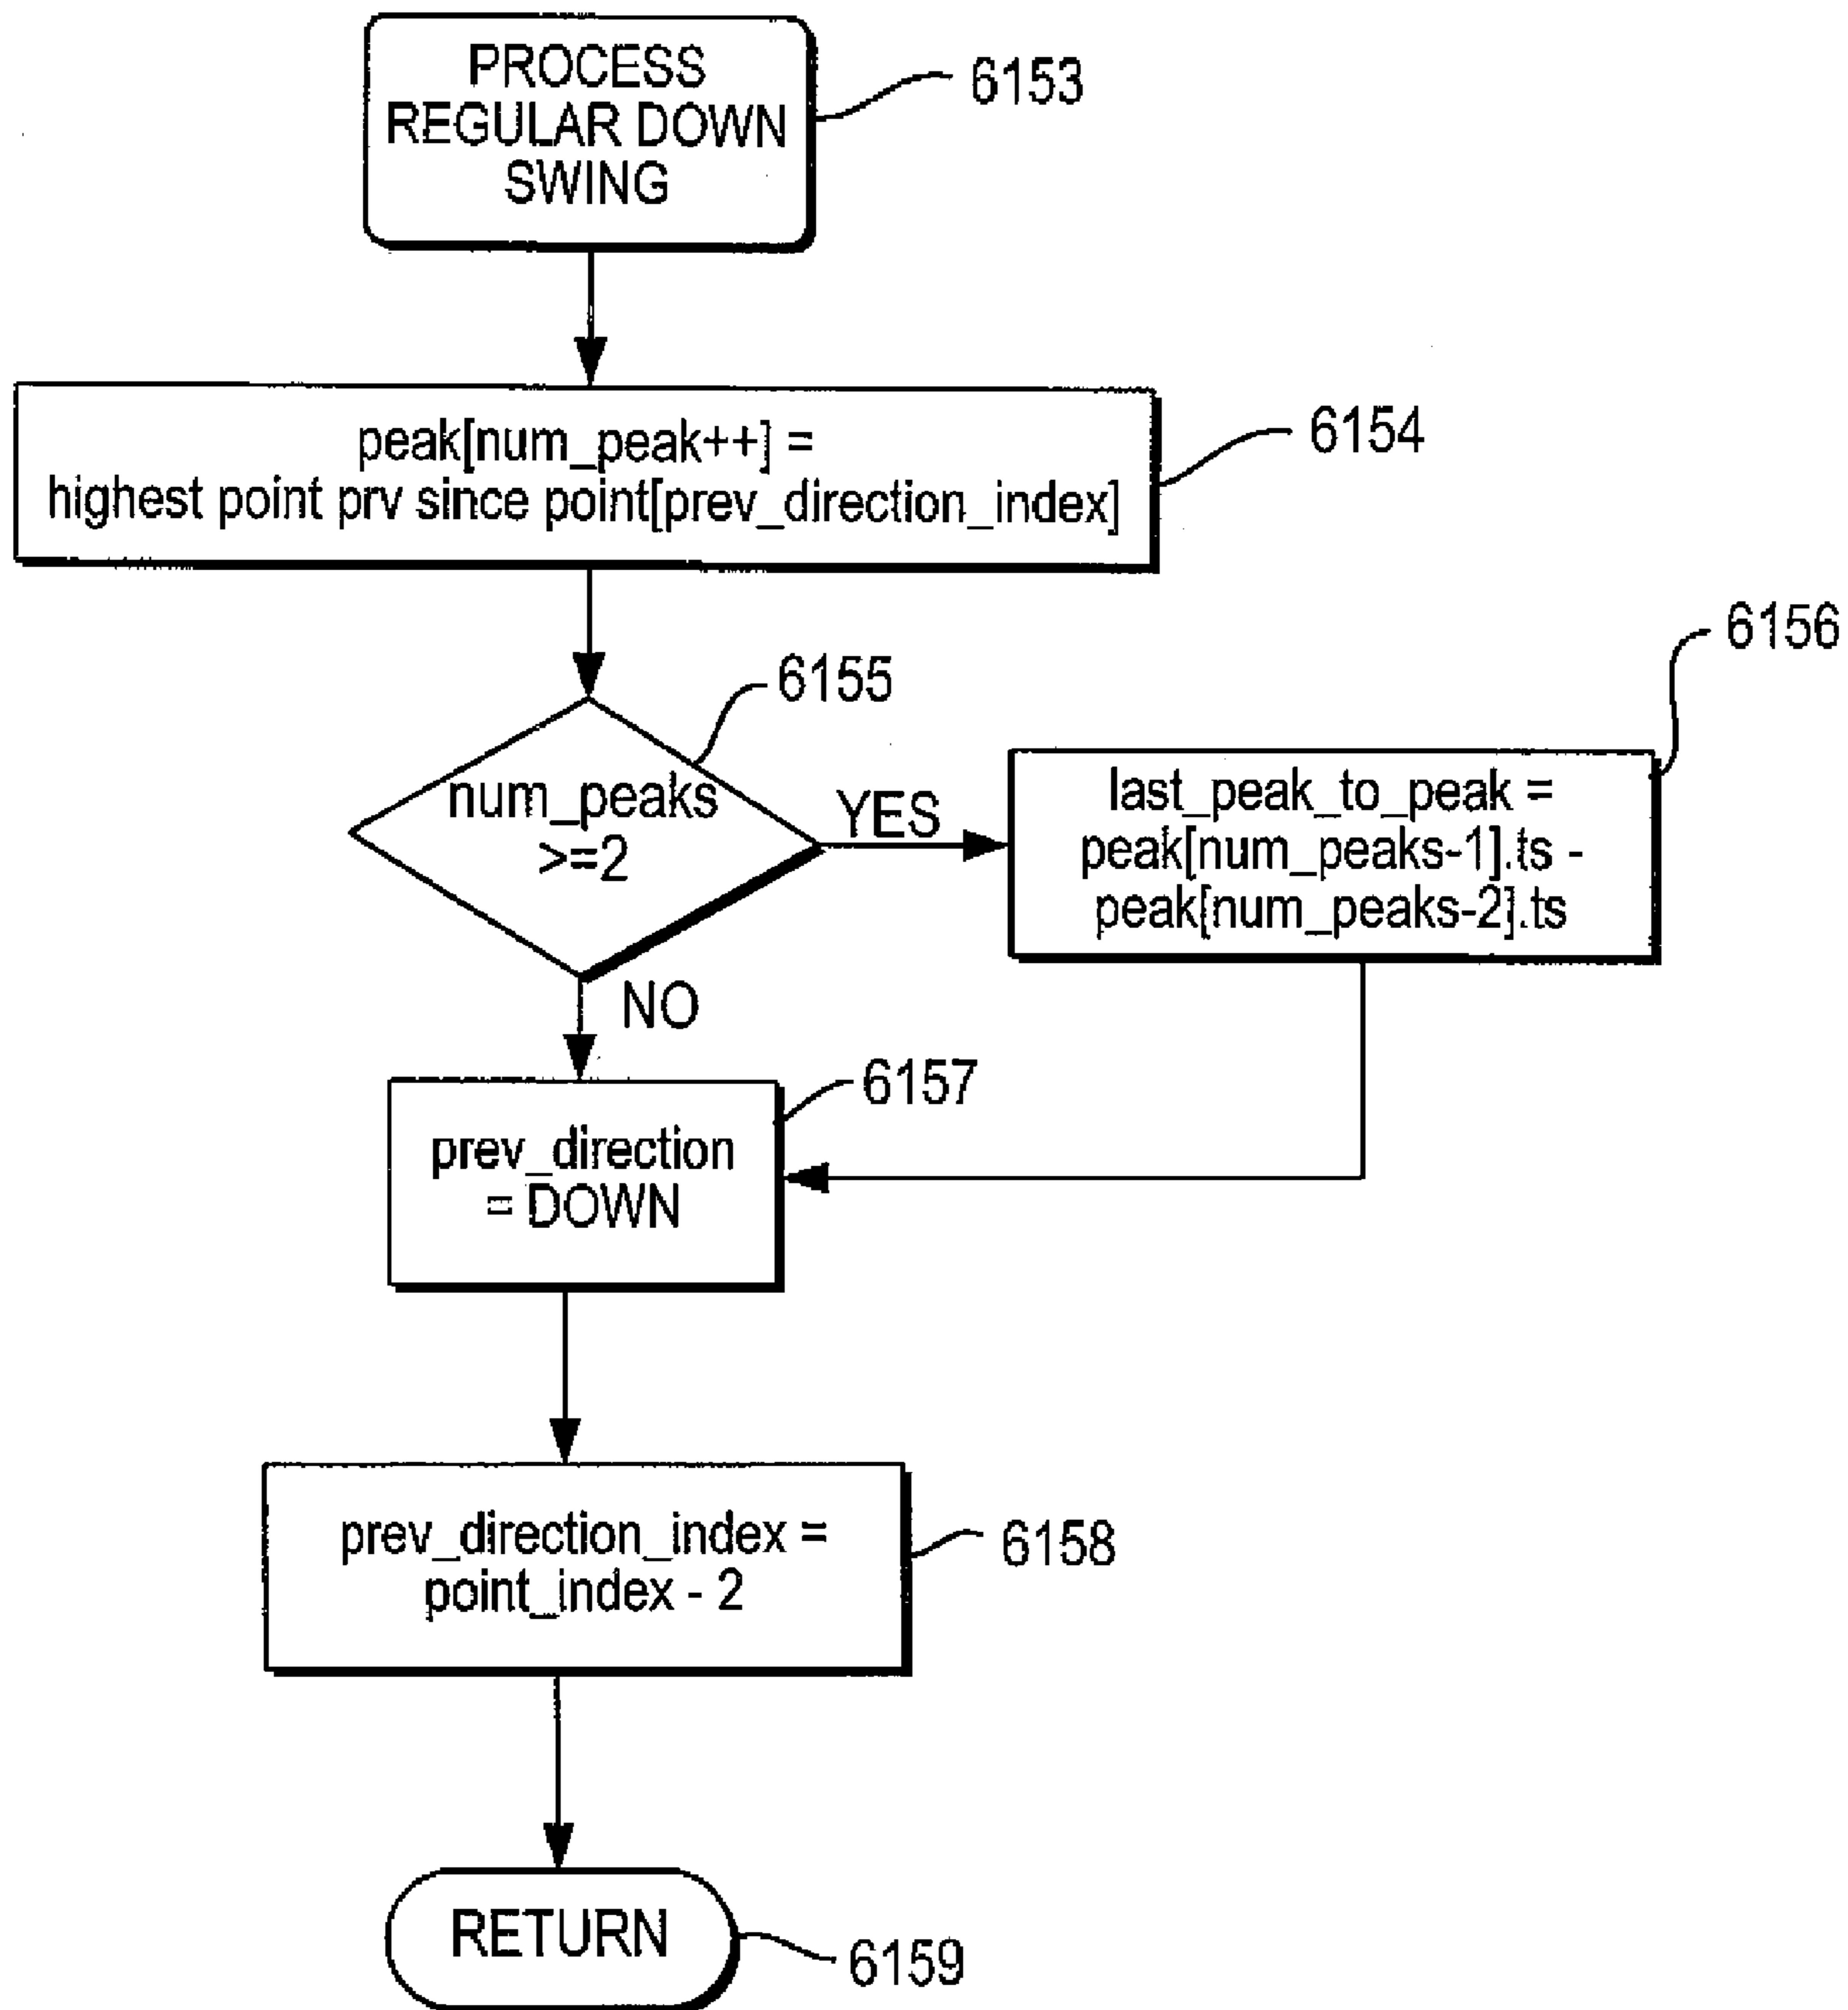 PROCESS
REGULAR DOWN
SWING
6153
peak[num_peak++] =
highest point prv since point[prev_direction_index]
6154
6155
num_peaks
>=2
YES
6156
last_peak_to_peak =
peak[num_peaks-1].ts -
peak[num_peaks-2].ts
NO
6157
prev_direction
= DOWN
prev_direction_index =
point_index - 2
6158
RETURN
6159